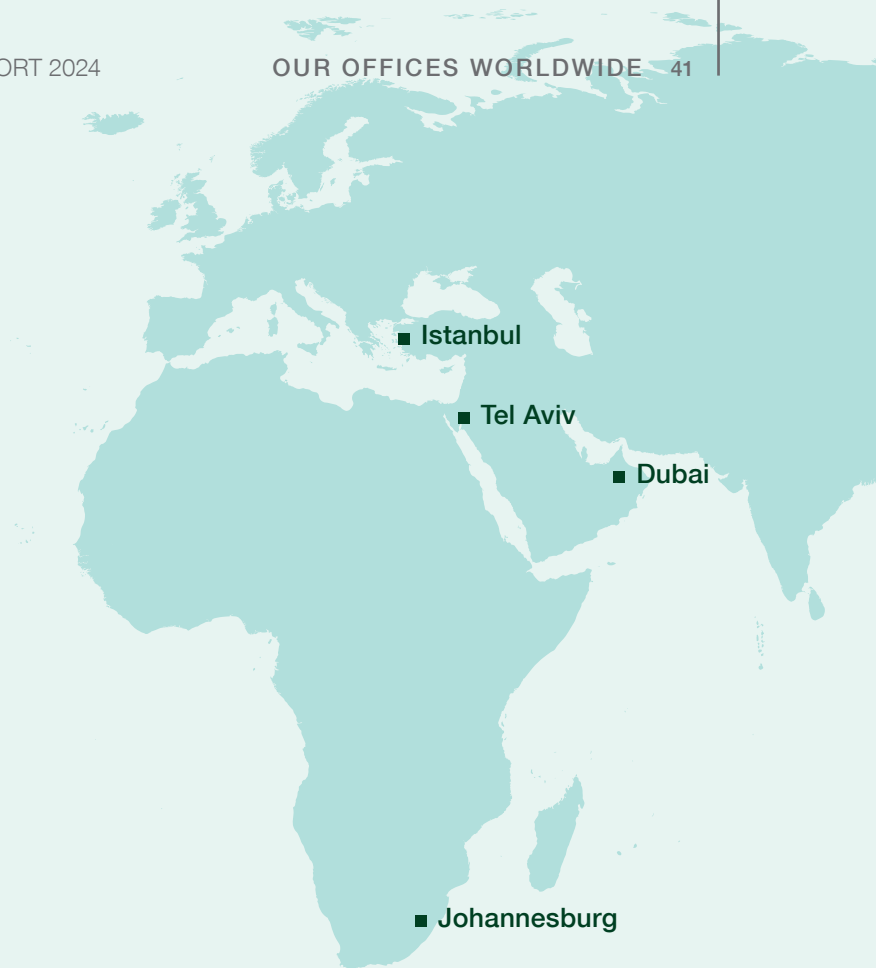 ORT 2024
OUR OFFICES WORLDWIDE 41
Istanbul
Tel Aviv
Dubai
Johannesburg